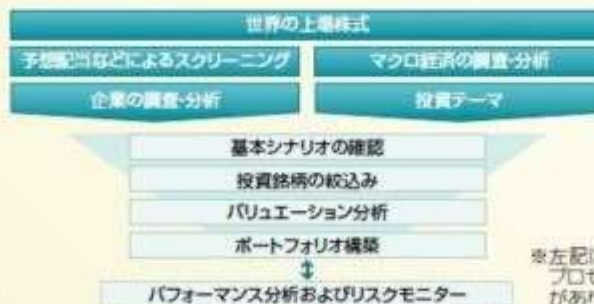 世界の上場株式
予想配当などによるスクリーニング
マクロ経済の調査・分析
企業の調査・分析
投資テーマ
基本シナリオの確認
投資銘柄の絞込み
バリュエーション分析
ポートフォリオ構築
パフォーマンス分析およびリスクモニター
※左記
プロセ
があり